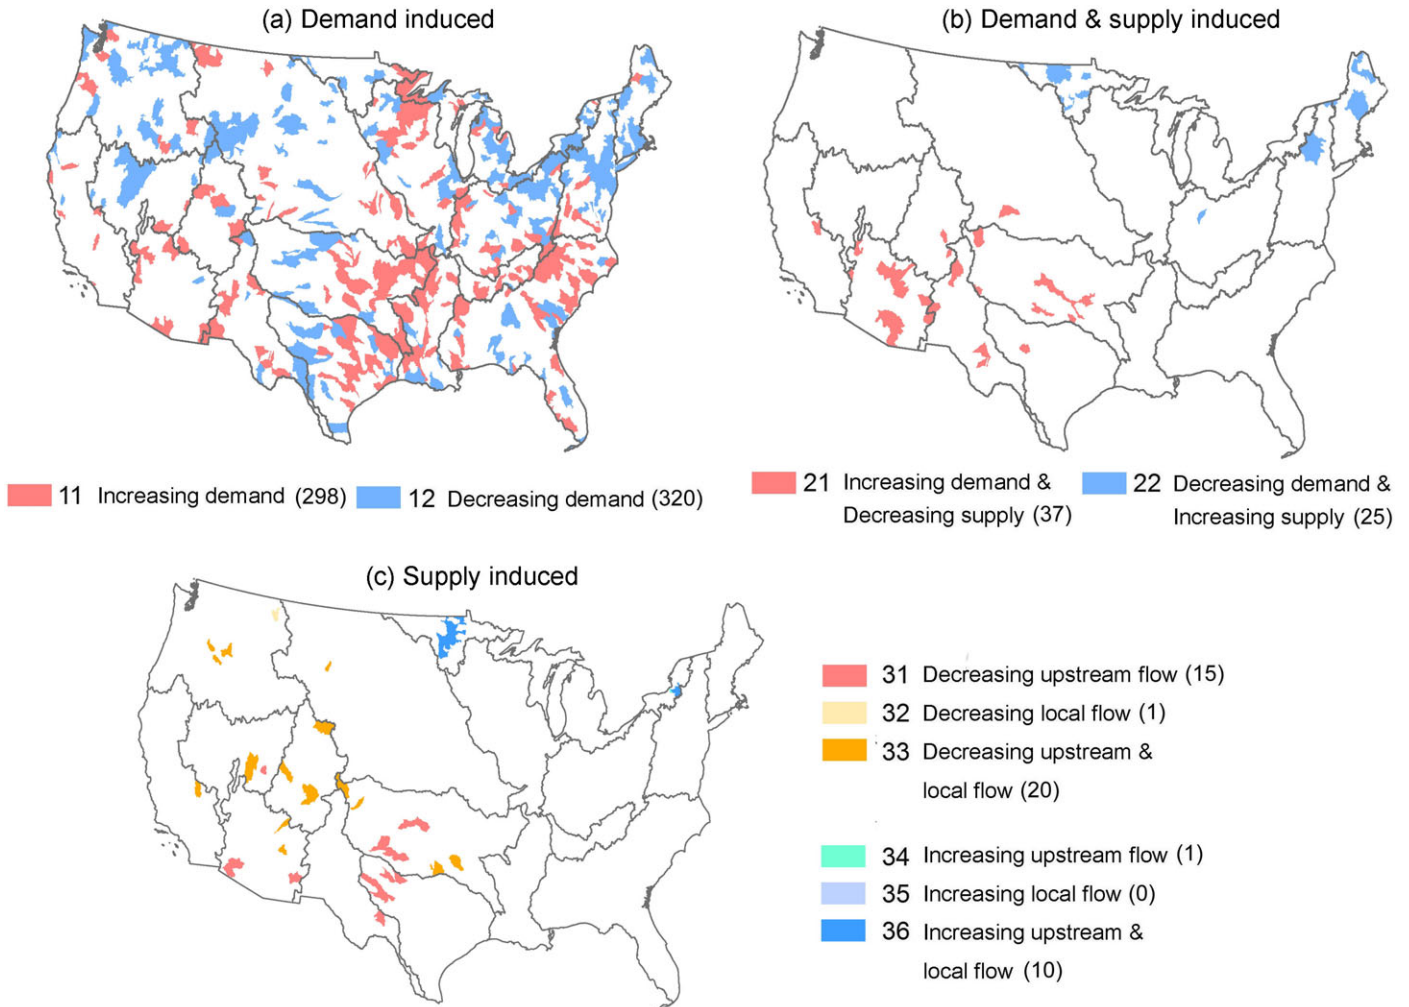 (a) Demand induced
(b) Demand & supply induced
11 Increasing demand (298)
12 Decreasing demand (320)
21 Increasing demand &
Decreasing supply (37)
22 Decreasing demand &
Increasing supply (25)
(c) Supply induced
31 Decreasing upstream flow (15)
32 Decreasing local flow (1)
33 Decreasing upstream &
local flow (20)
34 Increasing upstream flow (1)
35 Increasing local flow (0)
36 Increasing upstream &
local flow (10)